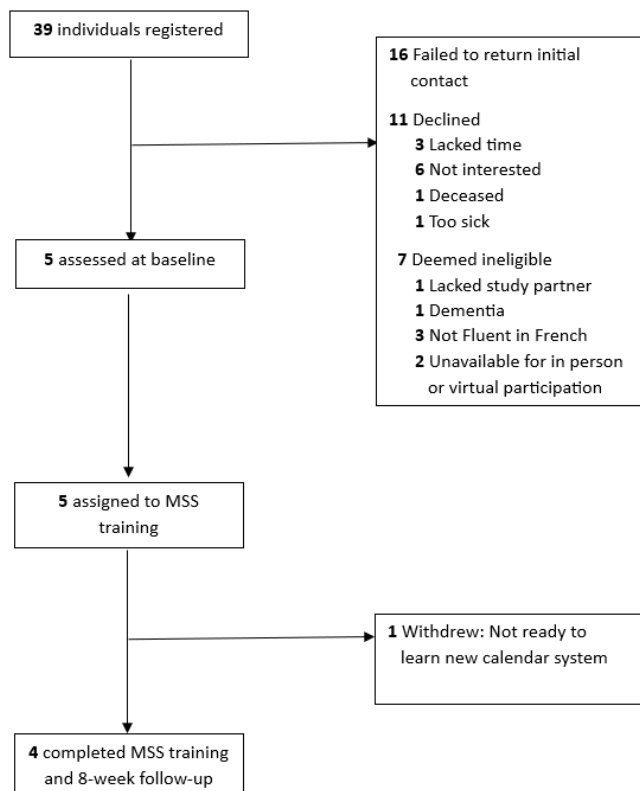 39 individuals registered
16 Failed to return initial
contact
11 Declined
3 Lacked time
6 Not interested
1 Deceased
1 Too sick
5 assessed at baseline
7 Deemed ineligible
1 Lacked study partner
1 Dementia
3 Not Fluent in French
2 Unavailable for in person
or virtual participation
5 assigned to MSS
training
1 Withdrew: Not ready to
learn new calendar system
4 completed MSS training
and 8-week follow-up